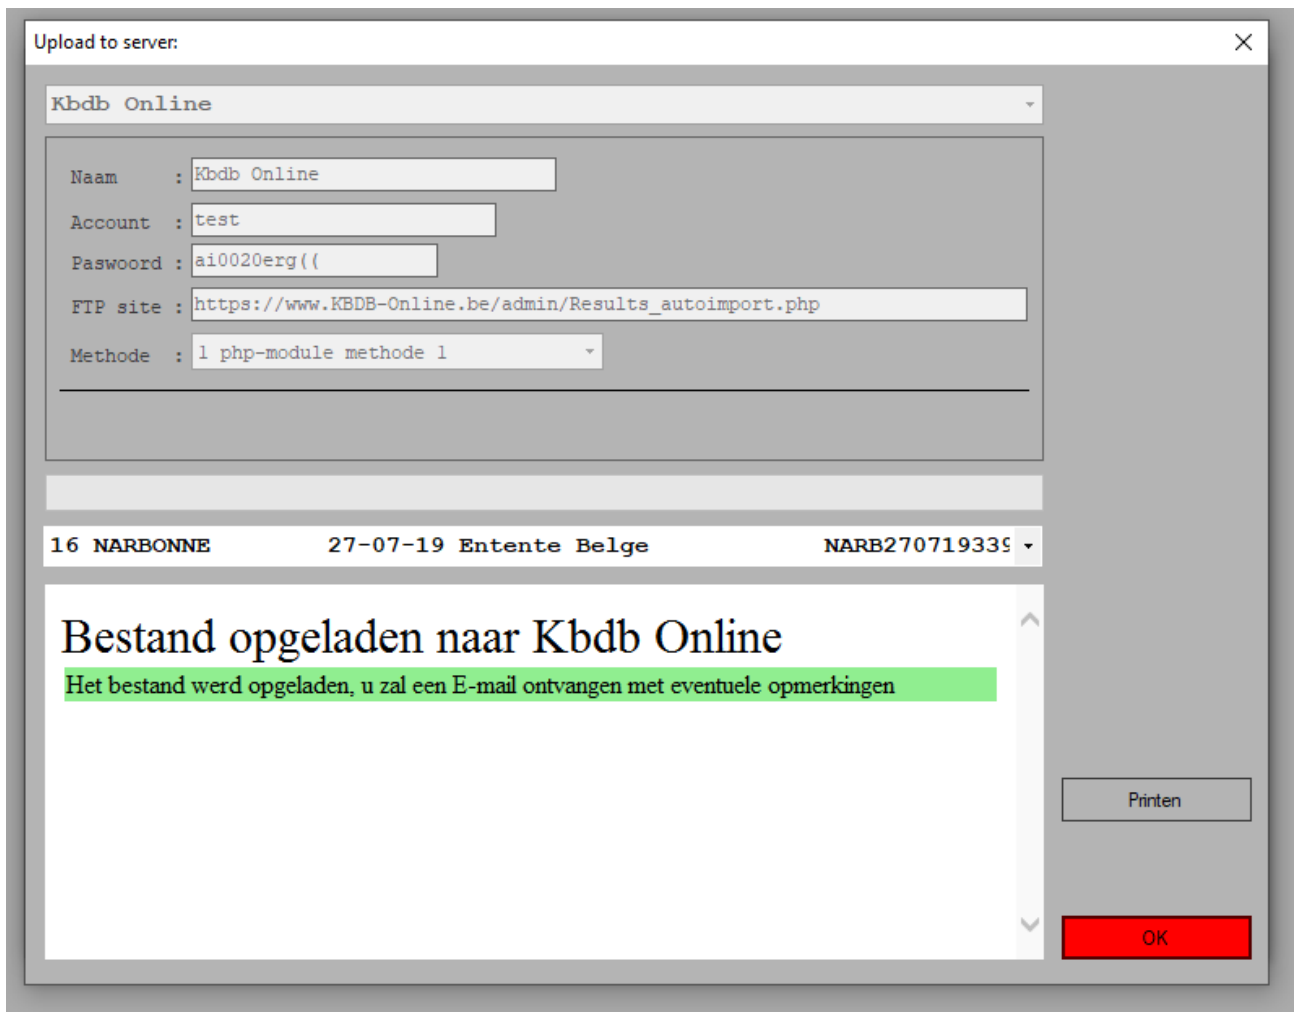 Upload to server:
Kbdb Online
Naam : Kbdb Online
Account : test
Paswoord : ai0020erg((
FTP site : https://www.KBDB-Online.be/admin/Results_autoimport.php
Methode : 1 php-module methode 1
16 NARBONNE 27-07-19 Entente Belge NARB270719339
Bestand opgeladen naar Kbdb Online
Het bestand werd opgeladen, u zal een E-mail ontvangen met eventuele opmerkingen
Printen
OK